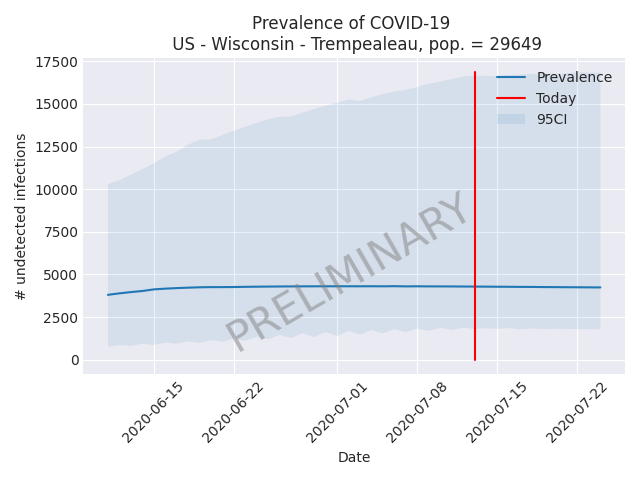 Prevalence of COVID-19
US - Wisconsin - Trempealeau, pop. = 29649
17500
15000
12500
10000
7500
5000
2500
0
# undetected infections
Prevalence
Today
95CI
PRELIMINARY
2020-06-15
2020-06-22
2020-07-01
2020-07-08
2020-07-15
2020-07-22
Date